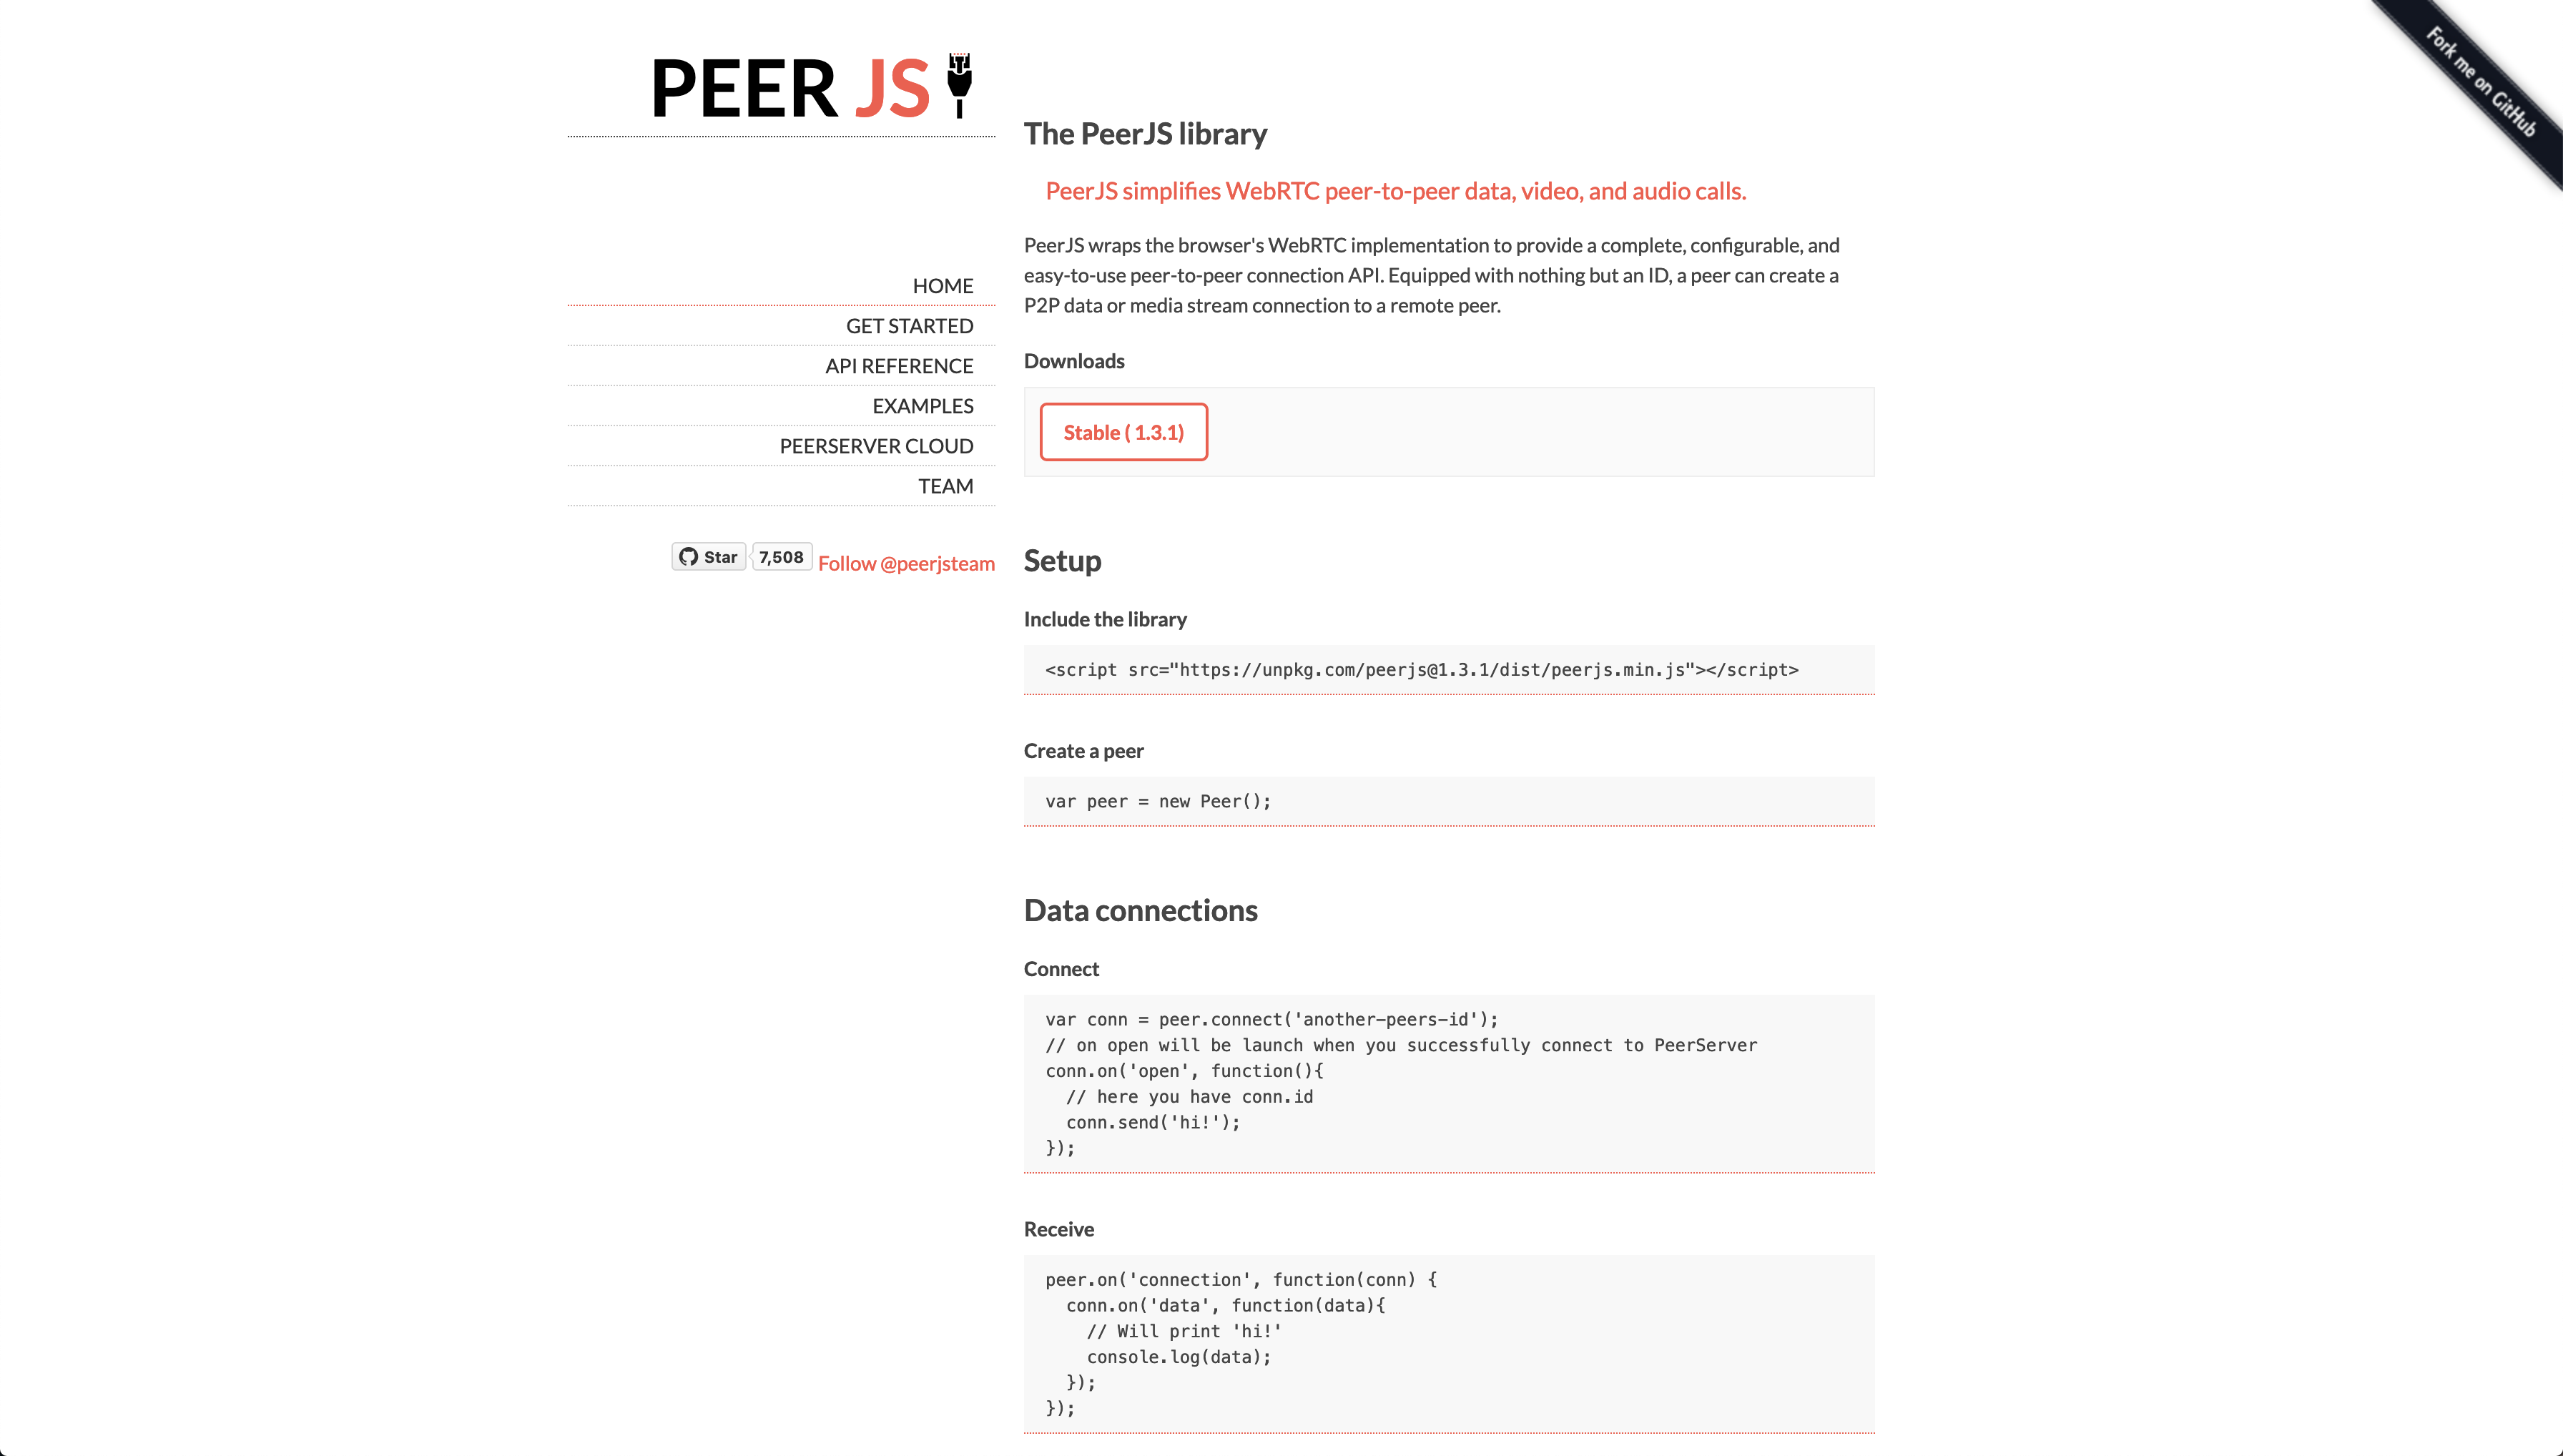 PEER JS
HOME
GET STARTED
API REFERENCE
EXAMPLES
PEERSERVER CLOUD
TEAM
Star 7,508 Follow @peerjsteam
The PeerJS library
PeerJS simplifies WebRTC peer-to-peer data, video, and audio calls.
PeerJS wraps the browser's WebRTC implementation to provide a complete, configurable, and
easy-to-use peer-to-peer connection API. Equipped with nothing but an ID, a peer can create a
P2P data or media stream connection to a remote peer.
Downloads
Stable ( 1.3.1)
Setup
Include the library
<script src="https://unpkg.com/peerjs@1.3.1/dist/peerjs.min.js"></script>
Create a peer
var peer = new Peer();
Data connections
Connect
var conn = peer.connect('another-peers-id');
// on open will be launch when you successfully connect to PeerServer
conn.on('open', function(){
  // here you have conn.id
  conn.send('hi!');
});
Receive
peer.on('connection', function(conn) {
  conn.on('data', function(data){
    // Will print 'hi!'
    console.log(data);
  });
});
Fork me on GitHub